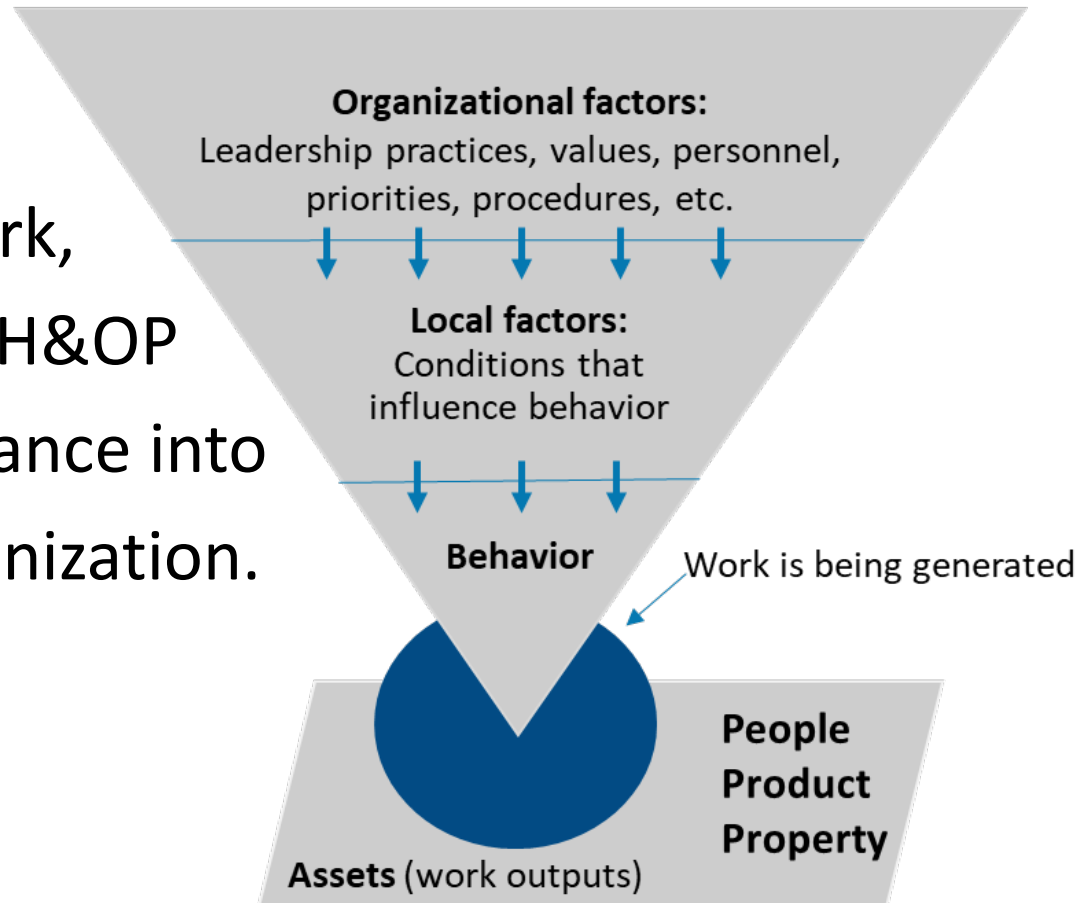 Organizational factors:
Leadership practices, values, personnel,
priorities, procedures, etc.
rk,
H&OP
ance into
nization.
Local factors:
Conditions that
influence behavior
Behavior
Work is being generated
People
Product
Property
Assets (work outputs)